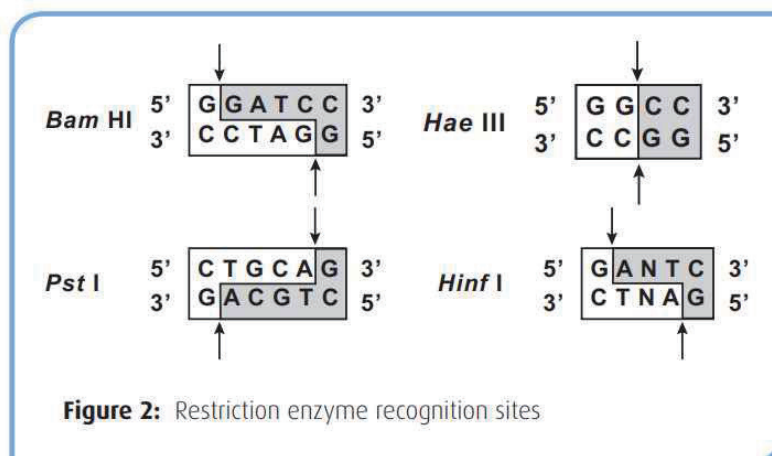 Bam HI 5’ G G A T C C 3’
3’ C C T A G G 5’
Hae III 5’ G G C C 3’
3’ C C G G 5’
Pst I 5’ C T G C A G 3’
3’ G A C G T C 5’
Hinf I 5’ G A N T C 3’
3’ C T N A G 5’
Figure 2: Restriction enzyme recognition sites